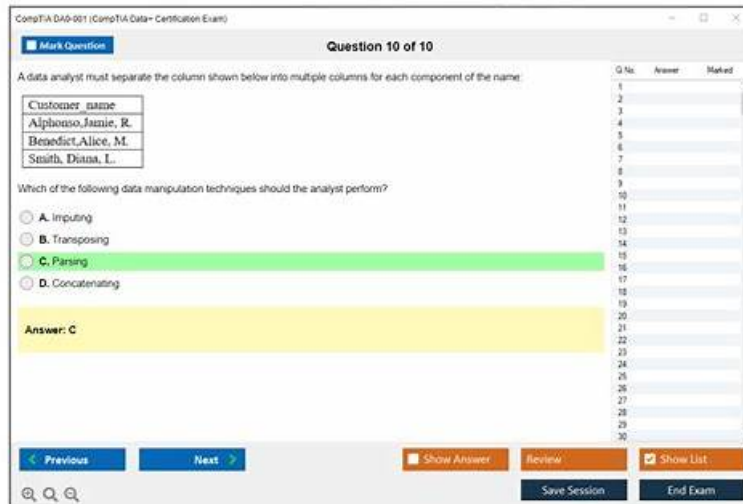 CompTIA DA0-001 (CompTIA Data+ Certification Exam)
Mark Question
Question 10 of 10
A data analyst must separate the column shown below into multiple columns for each component of the name:
Customer_name
Alphonso,Jamie, R.
Benedict,Alice, M.
Smith, Diana, L.
Which of the following data manipulation techniques should the analyst perform?
A. Imputing
B. Transposing
C. Parsing
D. Concatenating
Answer: C
Q No. Answer Marked
1
2
3
4
5
6
7
8
9
10
11
12
13
14
15
16
17
18
19
20
21
22
23
24
25
26
27
28
29
30
Previous
Next
Show Answer
Review
Show List
Save Session
End Exam